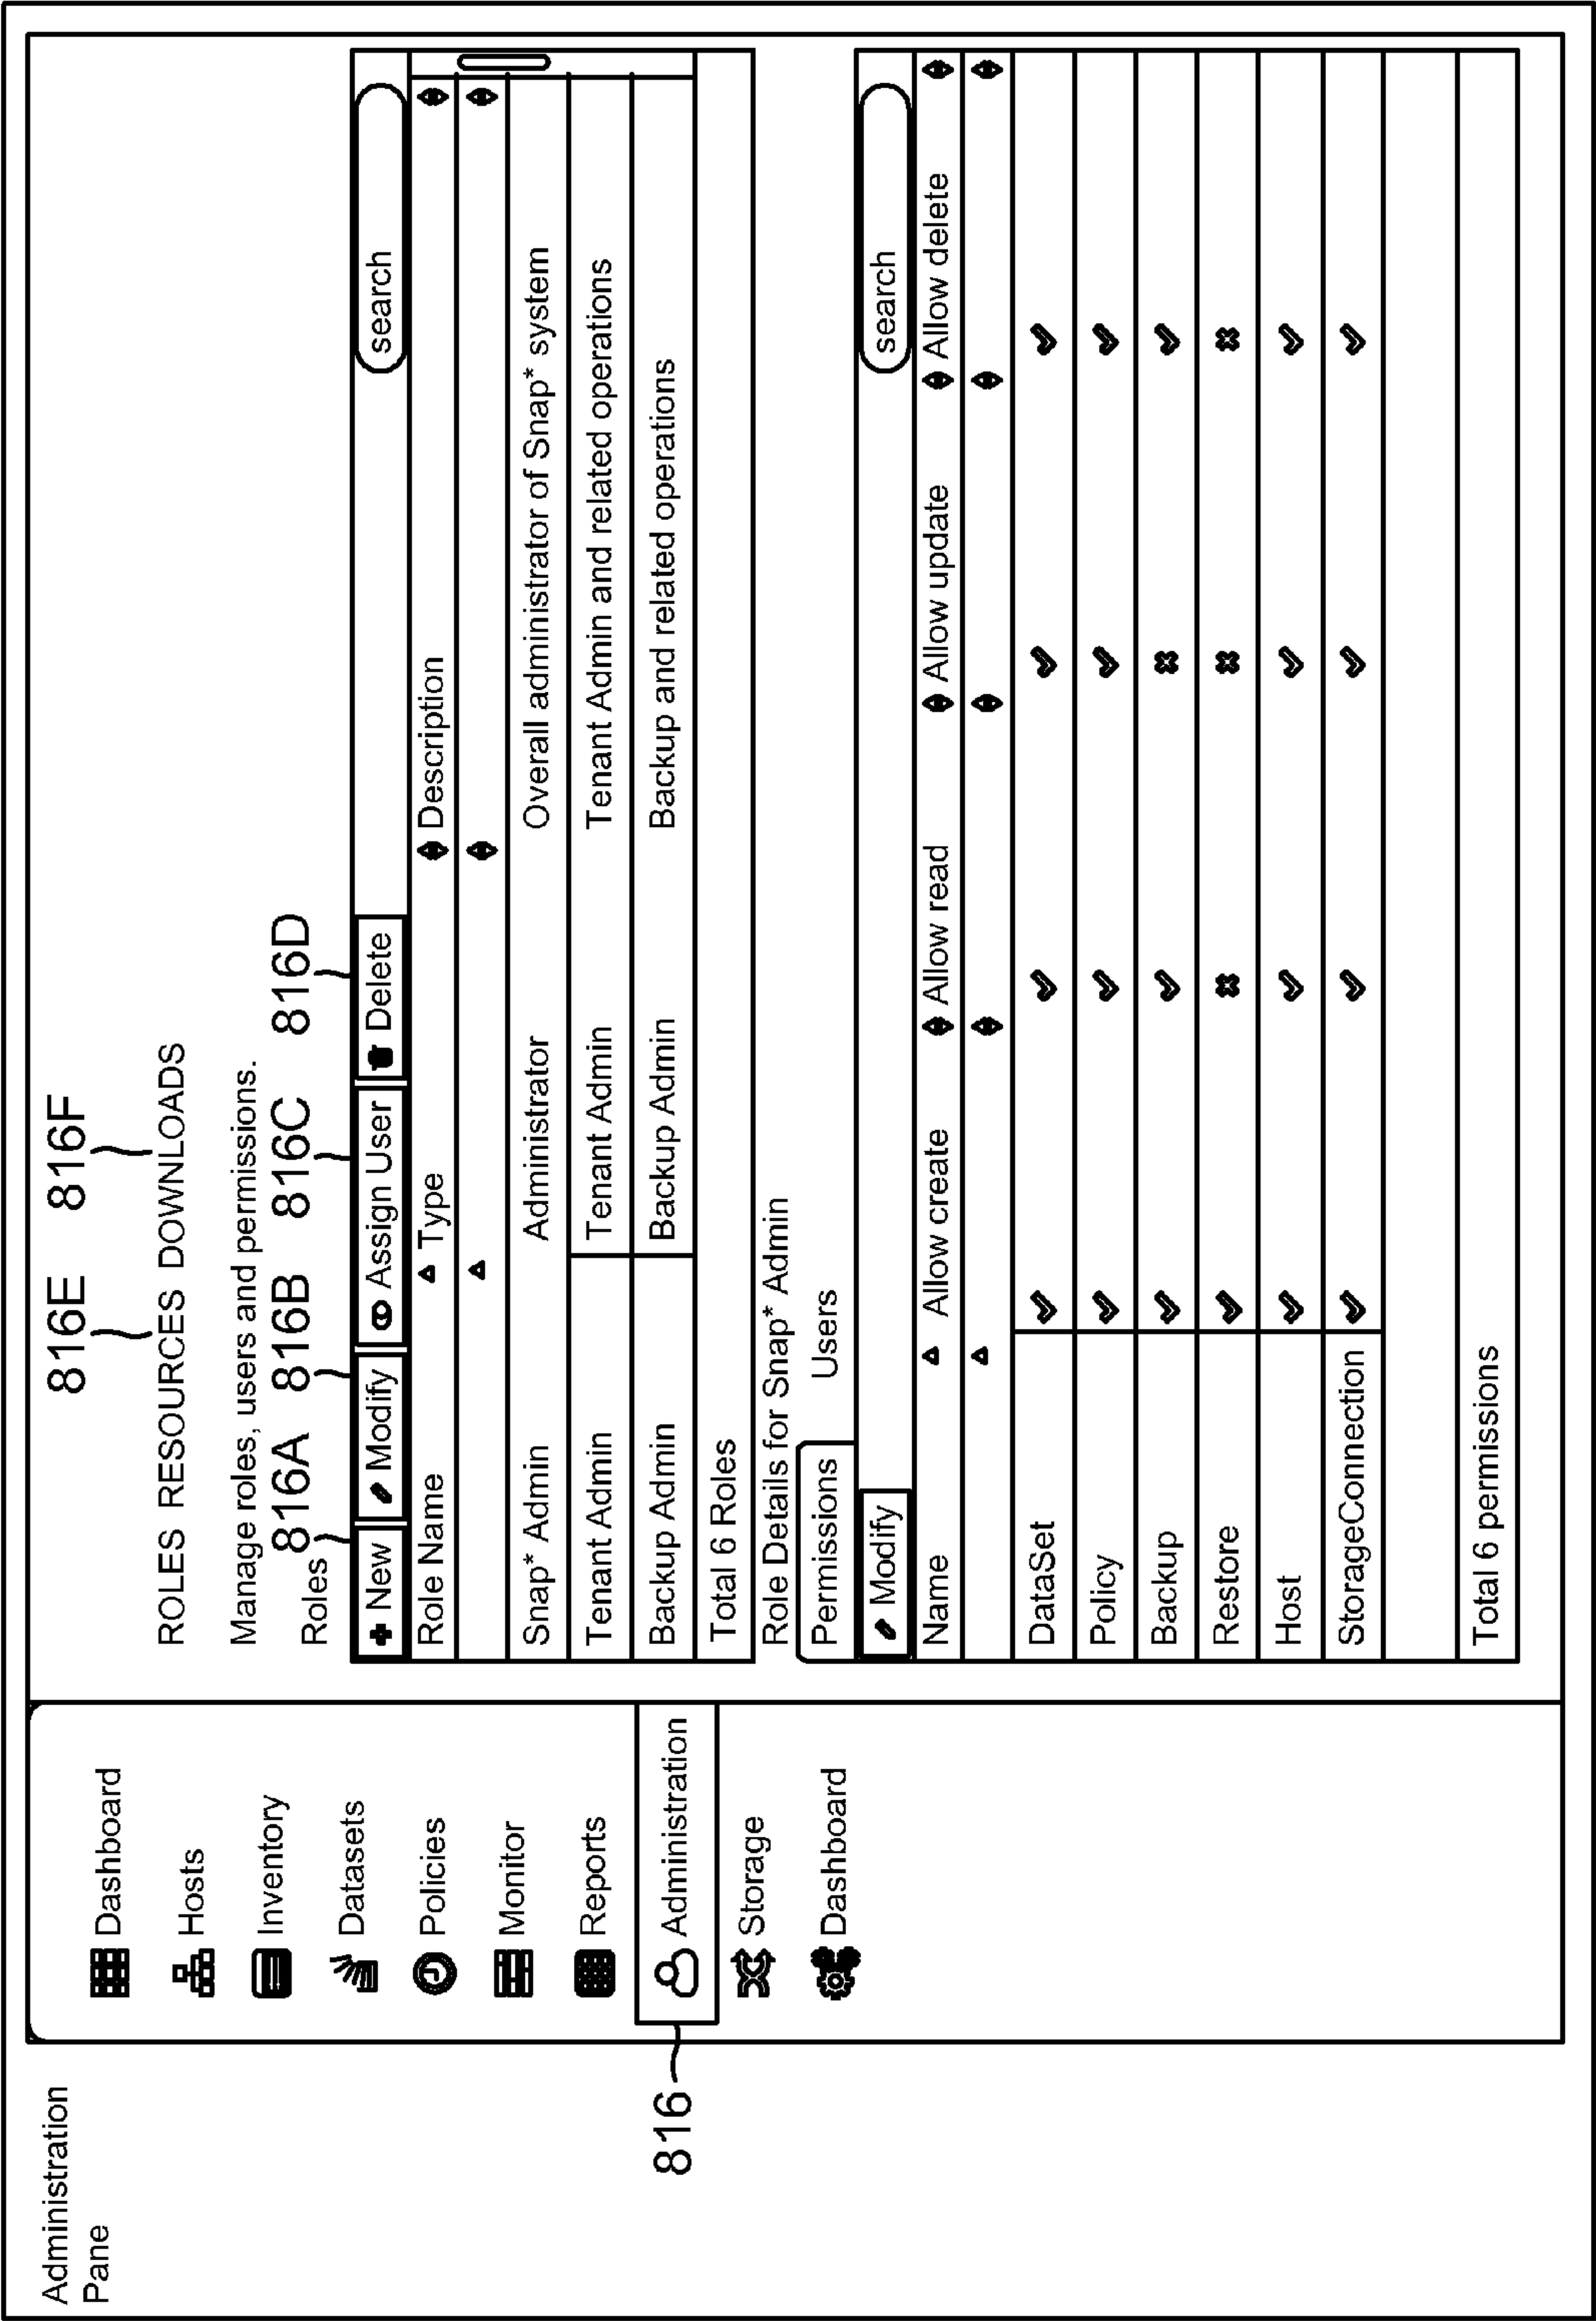 Administration
Pane
816
Dashboard
Hosts
Inventory
Datasets
Policies
Monitor
Reports
Administration
Storage
Dashboard
816E 816F
ROLES RESOURCES DOWNLOADS
Manage roles, users and permissions.
Roles 816A 816B 816C 816D
New Modify Assign User Delete search
Role Name Type Description
Snap* Admin Administrator Overall administrator of Snap* system
Tenant Admin Tenant Admin Tenant Admin and related operations
Backup Admin Backup Admin Backup and related operations
Total 6 Roles
Role Details for Snap* Admin
Permissions Users
Modify search
Name Allow create Allow read Allow update Allow delete
DataSet
Policy
Backup
Restore
Host
StorageConnection
Total 6 permissions